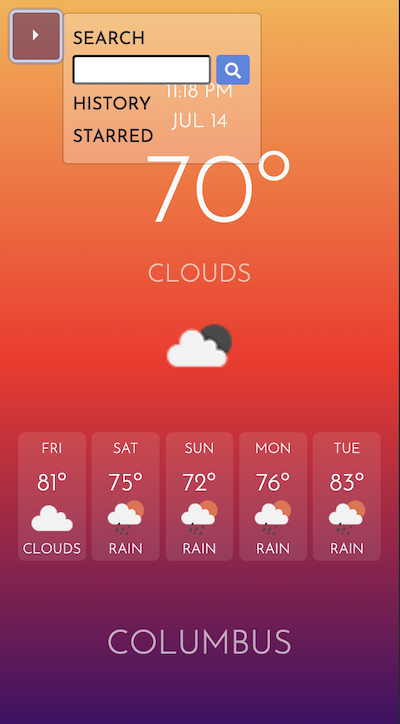 SEARCH
HISTORY
STARRED
11:18 PM
JUL 14
70°
CLOUDS
FRI
81°
CLOUDS
SAT
75°
RAIN
SUN
72°
RAIN
MON
76°
RAIN
TUE
83°
RAIN
COLUMBUS